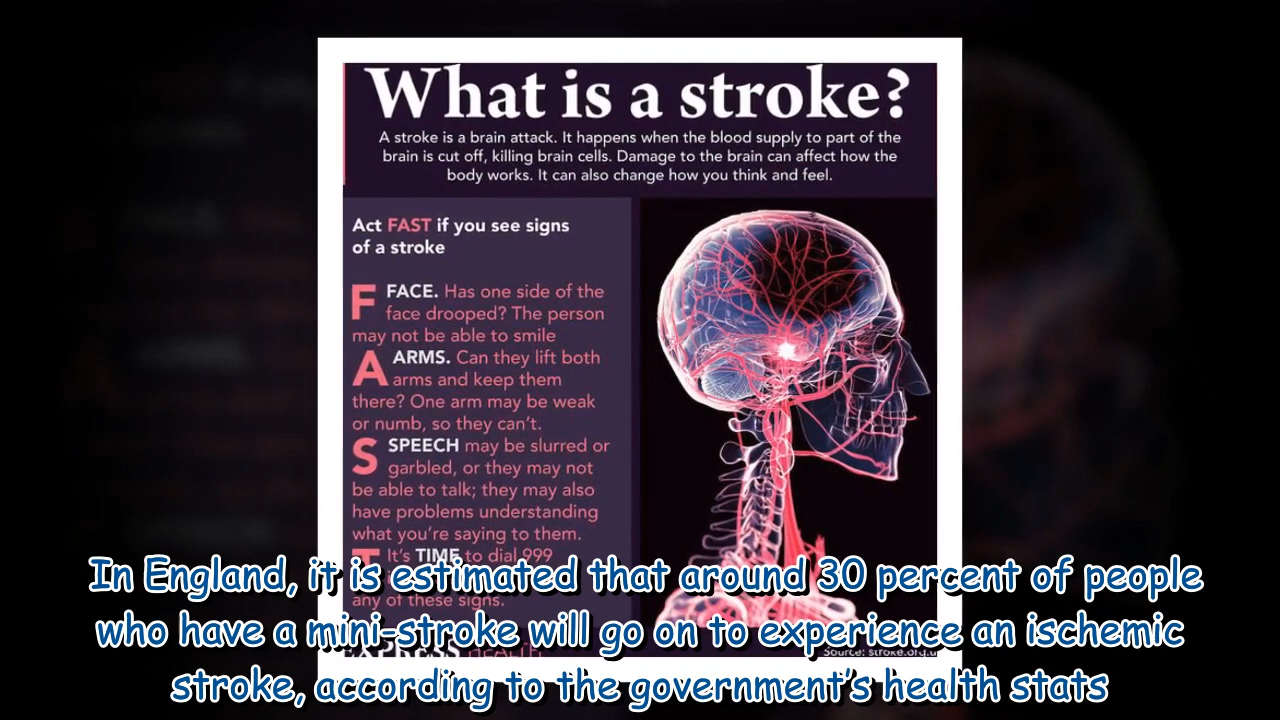 What is a stroke?
A stroke is a brain attack. It happens when the blood supply to part of the
brain is cut off, killing brain cells. Damage to the brain can affect how the
body works. It can also change how you think and feel.
Act FAST if you see signs
of a stroke
F FACE. Has one side of the
face drooped? The person
may not be able to smile
A ARMS. Can they lift both
arms and keep them
there? One arm may be weak
or numb, so they can't.
S SPEECH may be slurred or
garbled, or they may not
be able to talk; they may also
have problems understanding
what you're saying to them.
T It's TIME to dial 999
any of these signs.
EXPRESS HEALTH
Source: stroke.org.u
In England, it is estimated that around 30 percent of people
who have a mini-stroke will go on to experience an ischemic
stroke, according to the government's health stats